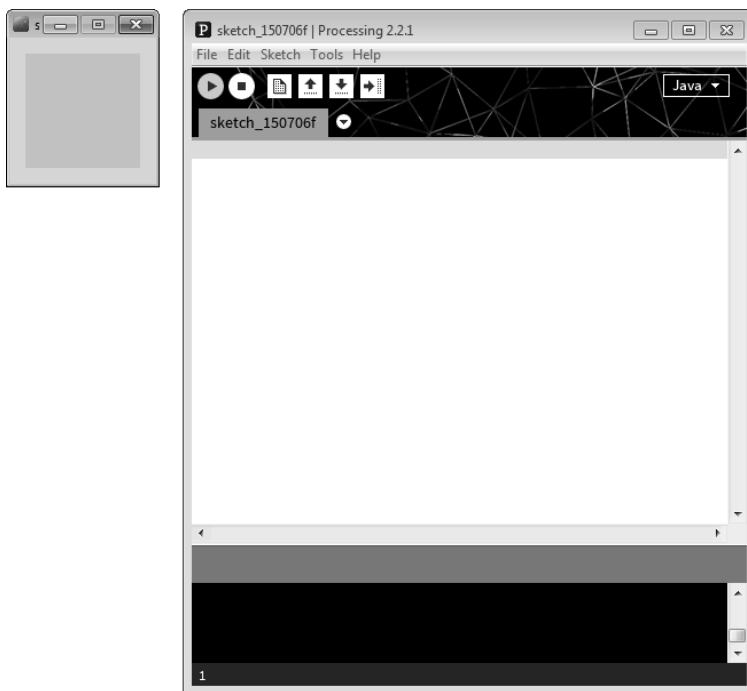 s
P sketch_150706f | Processing 2.2.1
File Edit Sketch Tools Help
Java
sketch_150706f
1